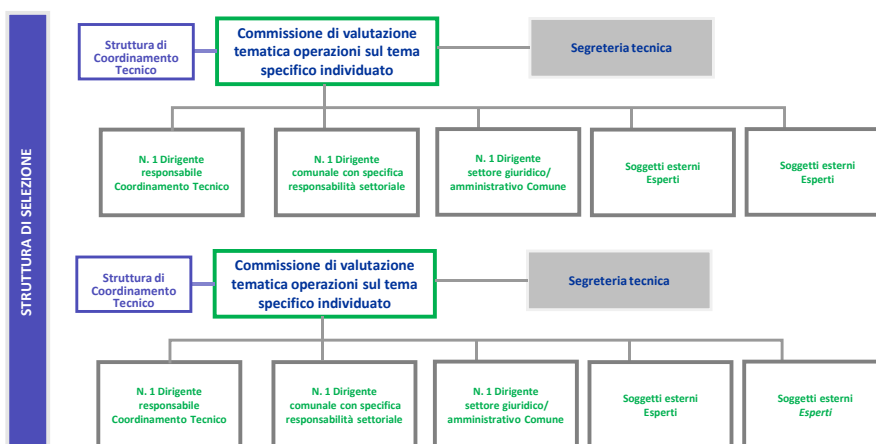 STRUTTURA DI SELEZIONE
Struttura di
Coordinamento
Tecnico
Commissione di valutazione
tematica operazioni sul tema
specifico individuato
Segreteria tecnica
N. 1 Dirigente
responsabile
Coordinamento Tecnico
N. 1 Dirigente
comunale con specifica
responsabilità settoriale
N. 1 Dirigente
settore giuridico/
amministrativo Comune
Soggetti esterni
Esperti
Soggetti esterni
Esperti
Struttura di
Coordinamento
Tecnico
Commissione di valutazione
tematica operazioni sul tema
specifico individuato
Segreteria tecnica
N. 1 Dirigente
responsabile
Coordinamento Tecnico
N. 1 Dirigente
comunale con specifica
responsabilità settoriale
N. 1 Dirigente
settore giuridico/
amministrativo Comune
Soggetti esterni
Esperti
Soggetti esterni
Esperti